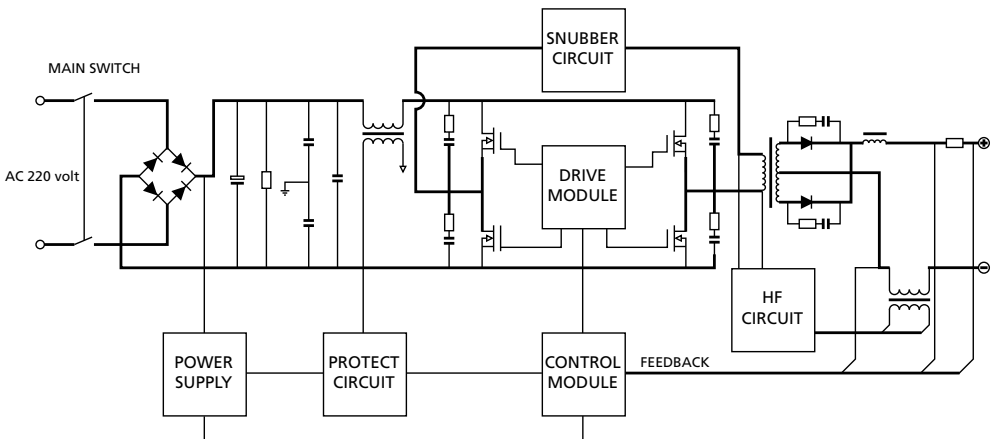 SNUBBER
CIRCUIT
MAIN SWITCH
AC 220 volt
DRIVE
MODULE
HF
CIRCUIT
POWER
SUPPLY
PROTECT
CIRCUIT
CONTROL
MODULE
FEEDBACK